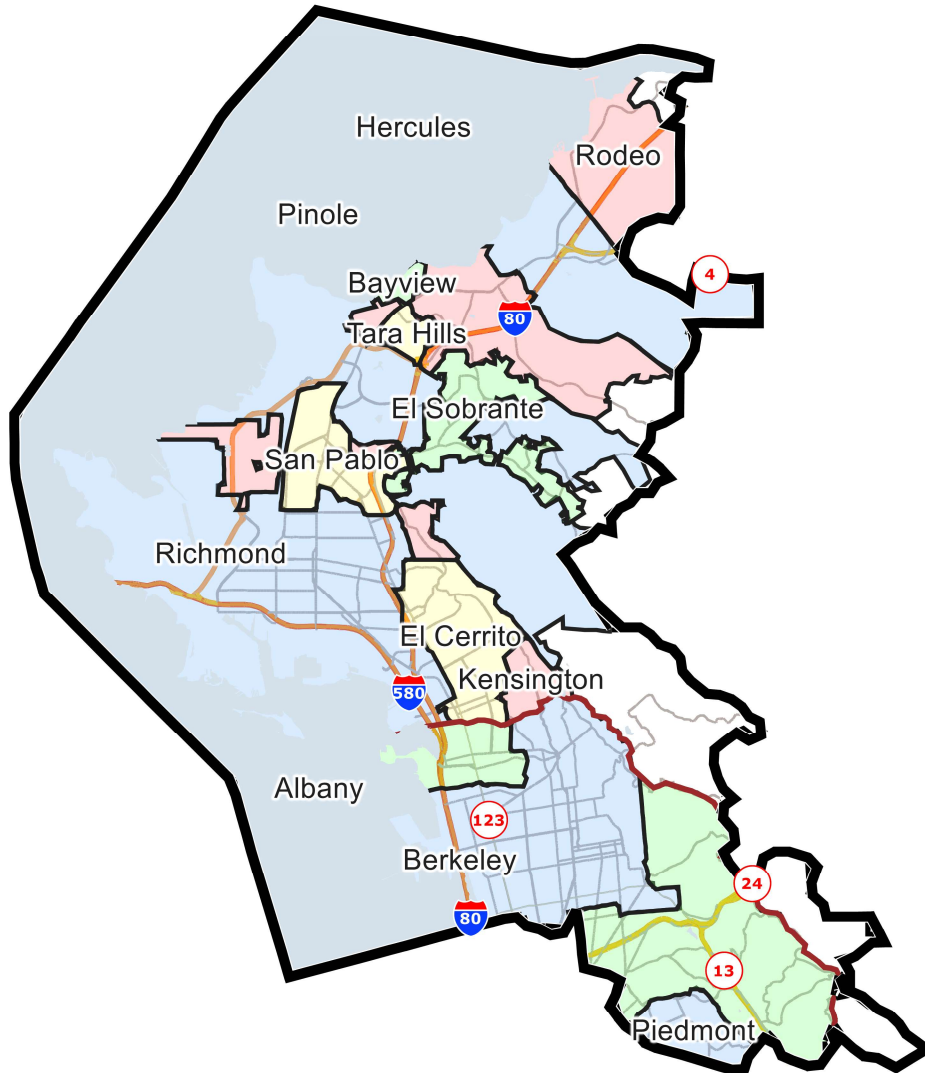 Hercules
Rodeo
Pinole
4
Bayview
80
Tara Hills
El Sobrante
San Pablo
Richmond
El Cerrito
Kensington
580
Albany
123
Berkeley
24
80
13
Piedmont